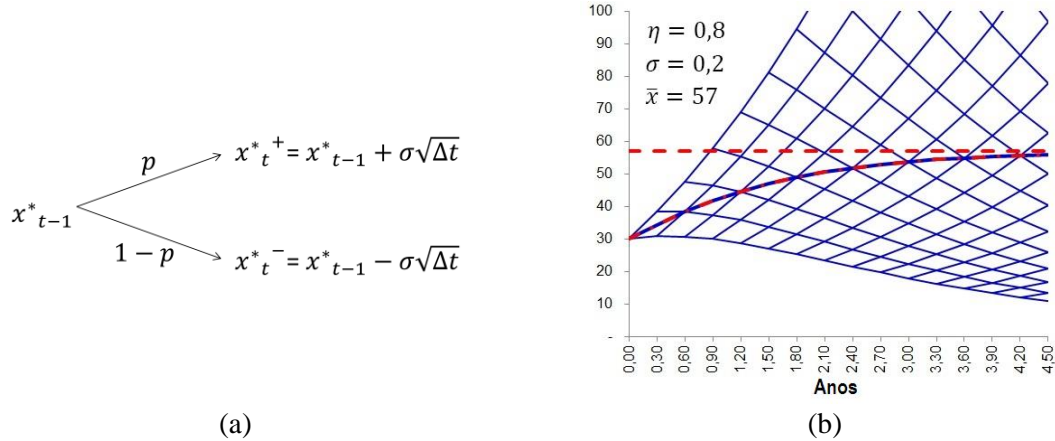 p
x*ₜ⁺= x*ₜ₋₁ + σ√Δt
x*ₜ₋₁
1 − p
x*ₜ⁻= x*ₜ₋₁ − σ√Δt
(a)
100
90
80
70
60
50
40
30
20
10
-
η = 0,8
σ = 0,2
x̄ = 57
0,00 0,30 0,60 0,90 1,20 1,50 1,80 2,10 2,40 2,70 3,00 3,30 3,60 3,90 4,20 4,50
Anos
(b)